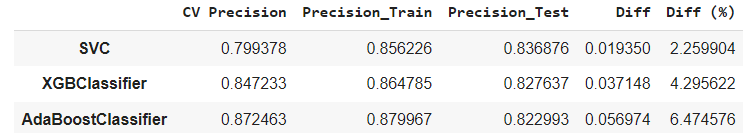 CV Precision Precision_Train Precision_Test Diff Diff (%)
SVC 0.799378 0.856226 0.836876 0.019350 2.259904
XGBClassifier 0.847233 0.864785 0.827637 0.037148 4.295622
AdaBoostClassifier 0.872463 0.879967 0.822993 0.056974 6.474576